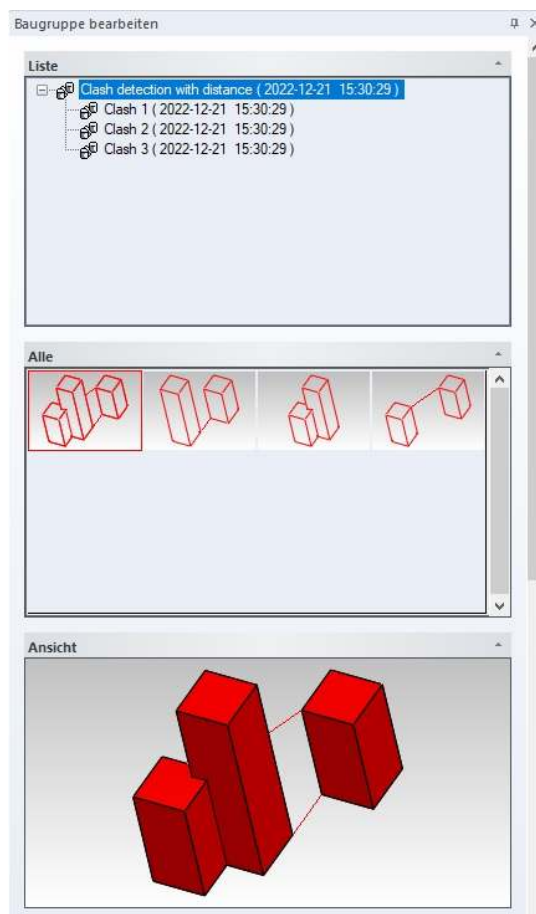 Baugruppe bearbeiten
Liste
Clash detection with distance ( 2022-12-21 15:30:29 )
Clash 1 ( 2022-12-21 15:30:29 )
Clash 2 ( 2022-12-21 15:30:29 )
Clash 3 ( 2022-12-21 15:30:29 )
Alle
Ansicht